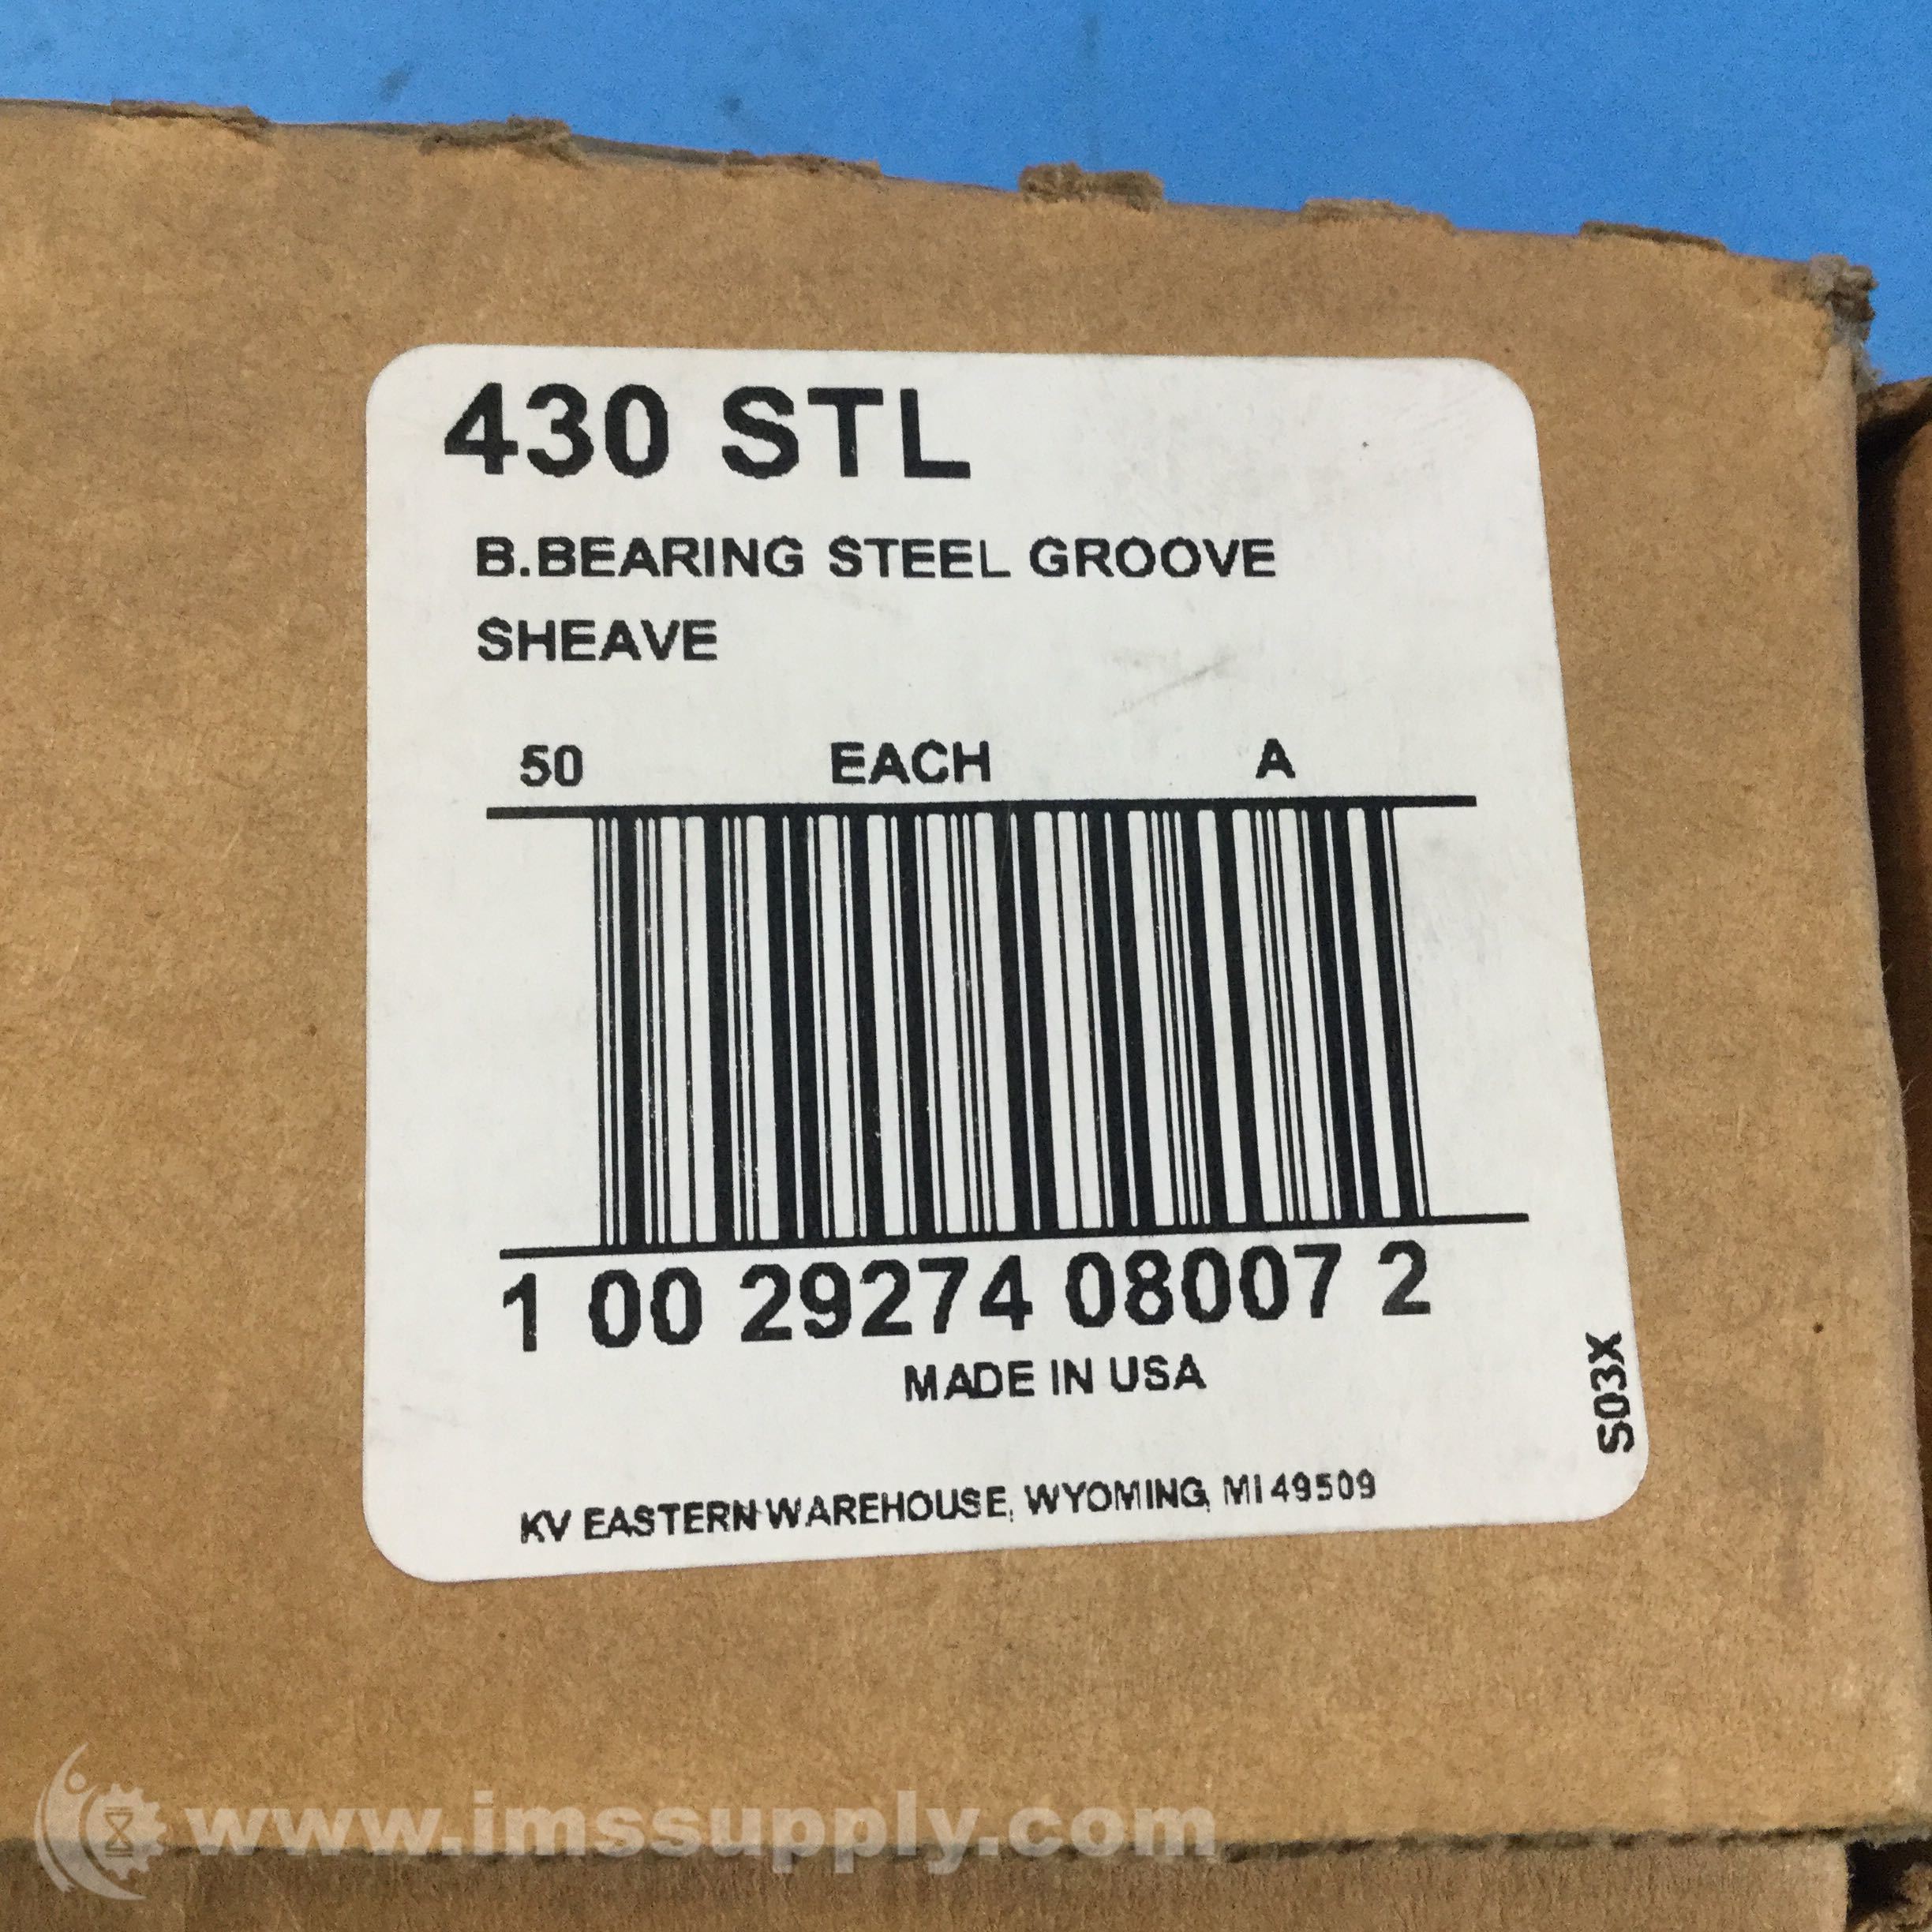 430 STL
B.BEARING STEEL GROOVE
SHEAVE
50 EACH A
1 00 29274 08007 2
MADE IN USA
S03X
KV EASTERN WAREHOUSE, WYOMING, MI 49509
www.imssupply.com